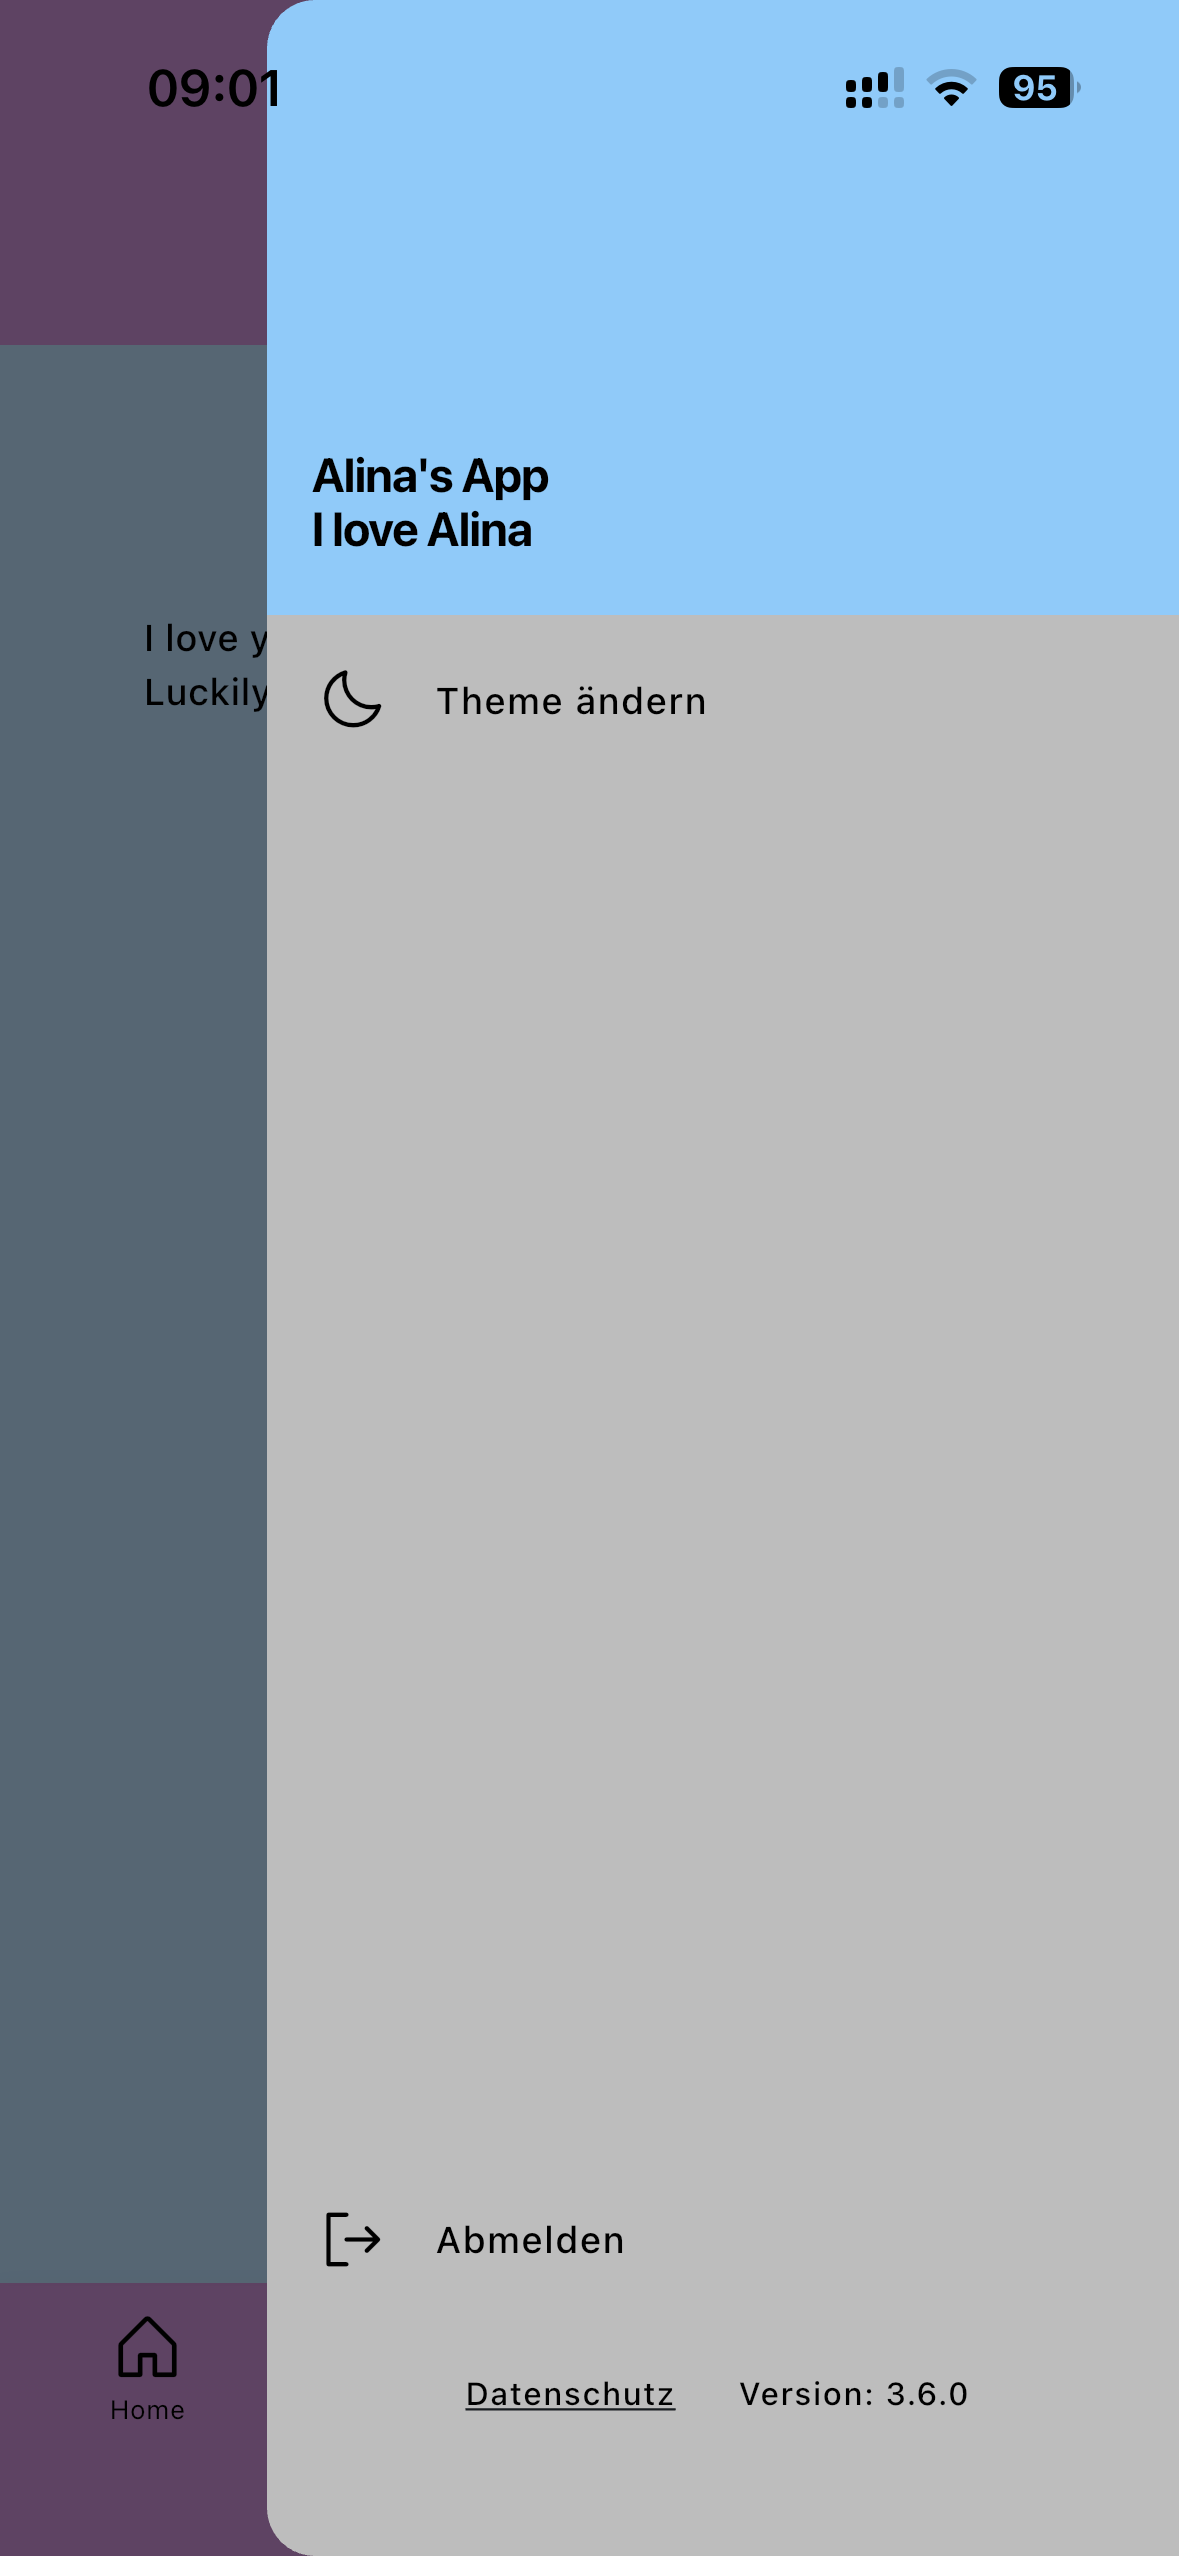 09:01
95
Alina's App
I love Alina
I love y
Luckily
Theme ändern
Abmelden
Home
Datenschutz Version: 3.6.0